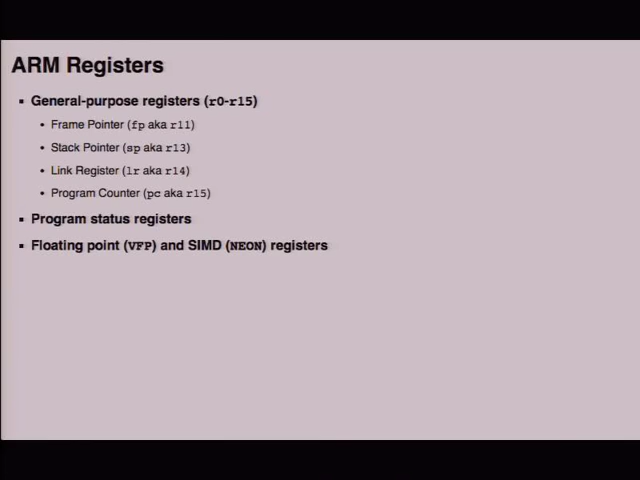 ARM Registers
▪ General-purpose registers (r0-r15)
• Frame Pointer (fp aka r11)
• Stack Pointer (sp aka r13)
• Link Register (lr aka r14)
• Program Counter (pc aka r15)
▪ Program status registers
▪ Floating point (VFP) and SIMD (NEON) registers